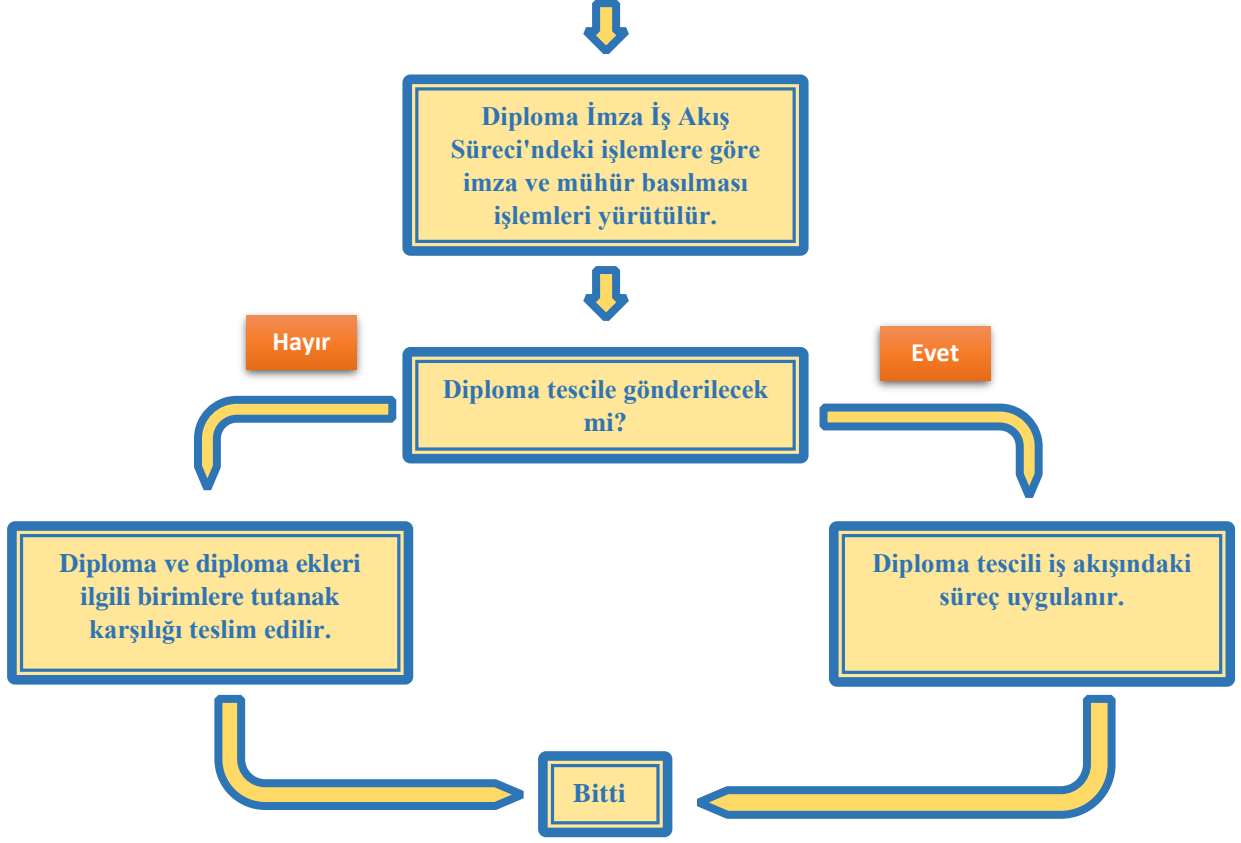 Diploma İmza İş Akış
Süreci'ndeki işlemlere göre
imza ve mühür basılması
işlemleri yürütülür.
Hayır
Evet
Diploma tescile gönderilecek
mi?
Diploma ve diploma ekleri
ilgili birimlere tutanak
karşılığı teslim edilir.
Diploma tescili iş akışındaki
süreç uygulanır.
Bitti